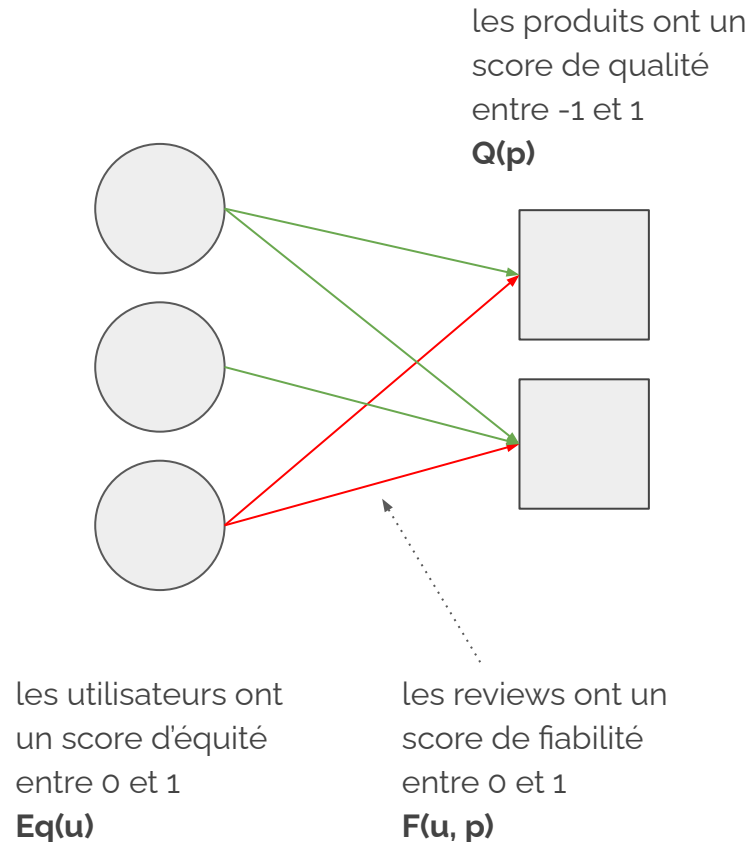 les produits ont un
score de qualité
entre -1 et 1
Q(p)
les utilisateurs ont
un score d'équité
entre 0 et 1
Eq(u)
les reviews ont un
score de fiabilité
entre 0 et 1
F(u, p)